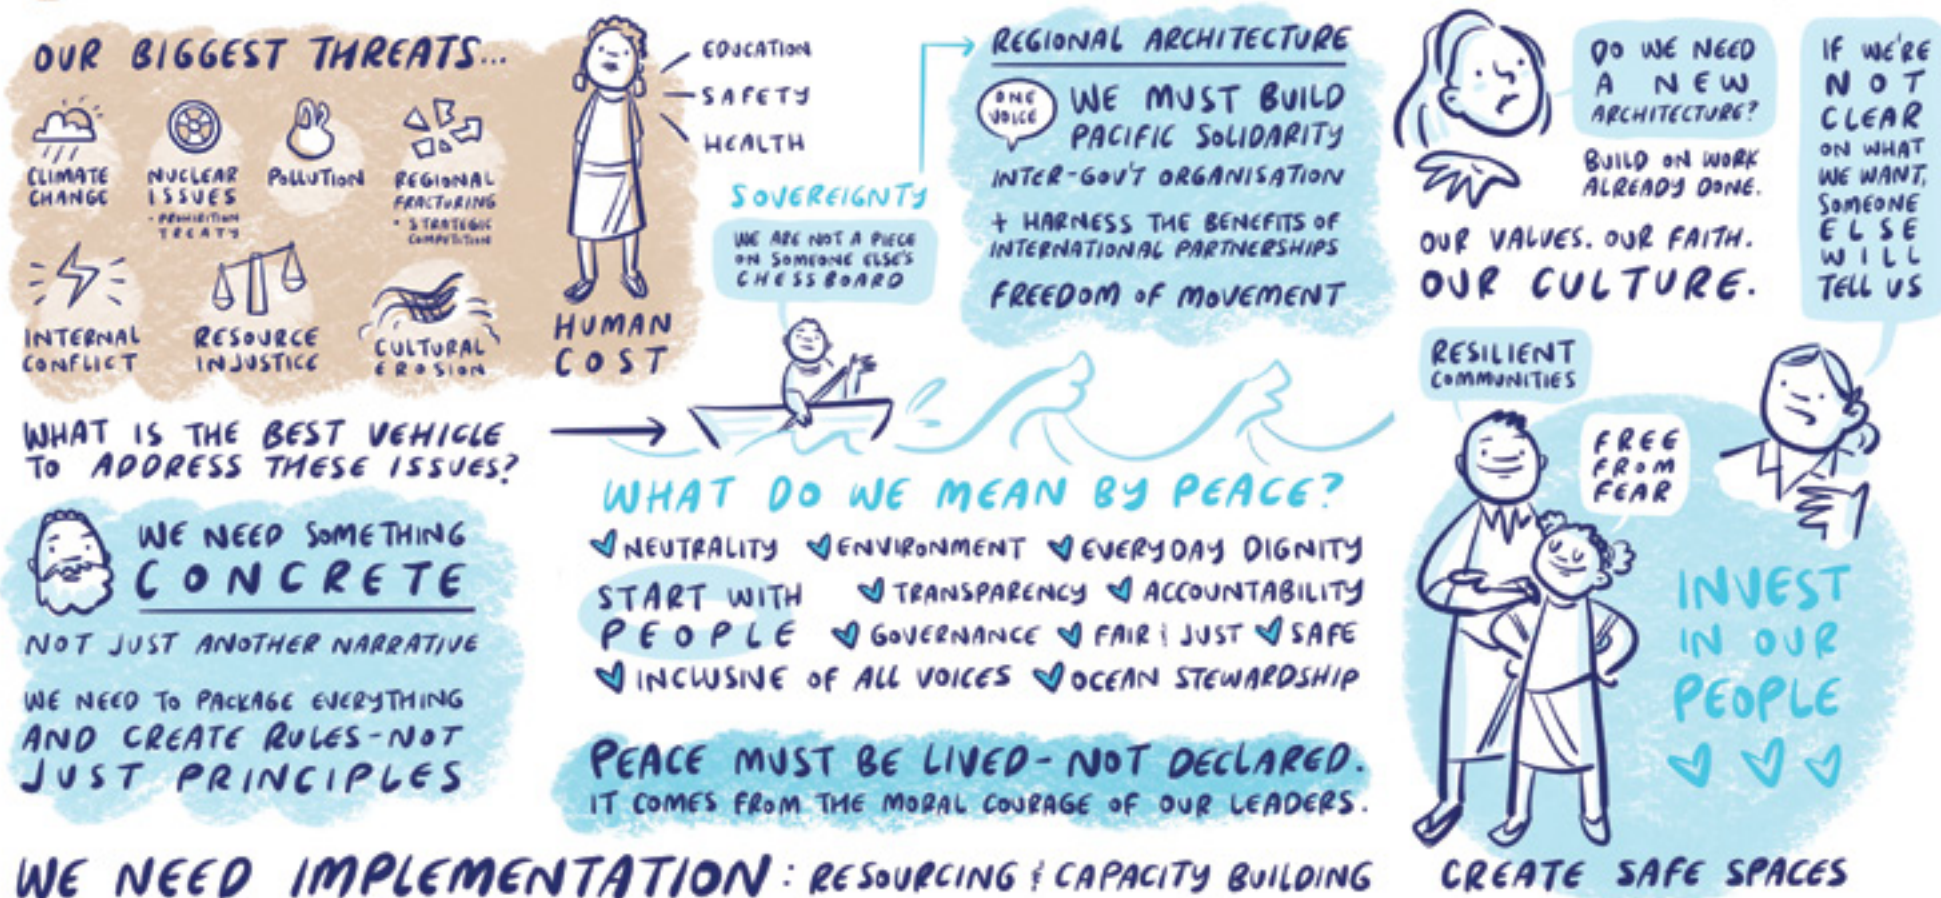 OUR BIGGEST THREATS...
CLIMATE
CHANGE
NUCLEAR
ISSUES
- PROHIBITION
TREATY
POLLUTION
REGIONAL
FRACTURING
* STRATEGIC
COMPETITION
INTERNAL
CONFLICT
RESOURCE
INJUSTICE
CULTURAL
EROSION
EDUCATION
SAFETY
HEALTH
HUMAN
COST
WHAT IS THE BEST VEHICLE
TO ADDRESS THESE ISSUES?
WE NEED SOMETHING
CONCRETE
NOT JUST ANOTHER NARRATIVE
WE NEED TO PACKAGE EVERYTHING
AND CREATE RULES-NOT
JUST PRINCIPLES
SOVEREIGNTY
WE ARE NOT A PIECE
ON SOMEONE ELSE'S
CHESSBOARD
REGIONAL ARCHITECTURE
ONE
VOICE
WE MUST BUILD
PACIFIC SOLIDARITY
INTER-GOV'T ORGANISATION
+ HARNESS THE BENEFITS OF
INTERNATIONAL PARTNERSHIPS
FREEDOM OF MOVEMENT
WHAT DO WE MEAN BY PEACE?
NEUTRALITY ENVIRONMENT EVERYDAY DIGNITY
START WITH
PEOPLE
TRANSPARENCY ACCOUNTABILITY
GOVERNANCE FAIR & JUST SAFE
INCLUSIVE OF ALL VOICES OCEAN STEWARDSHIP
PEACE MUST BE LIVED - NOT DECLARED.
IT COMES FROM THE MORAL COURAGE OF OUR LEADERS.
DO WE NEED
A NEW
ARCHITECTURE?
BUILD ON WORK
ALREADY DONE.
OUR VALUES. OUR FAITH.
OUR CULTURE.
IF WE'RE
NOT
CLEAR
ON WHAT
WE WANT,
SOMEONE
ELSE
WILL
TELL US
RESILIENT
COMMUNITIES
FREE
FROM
FEAR
INVEST
IN OUR
PEOPLE
CREATE SAFE SPACES
WE NEED IMPLEMENTATION: RESOURCING & CAPACITY BUILDING